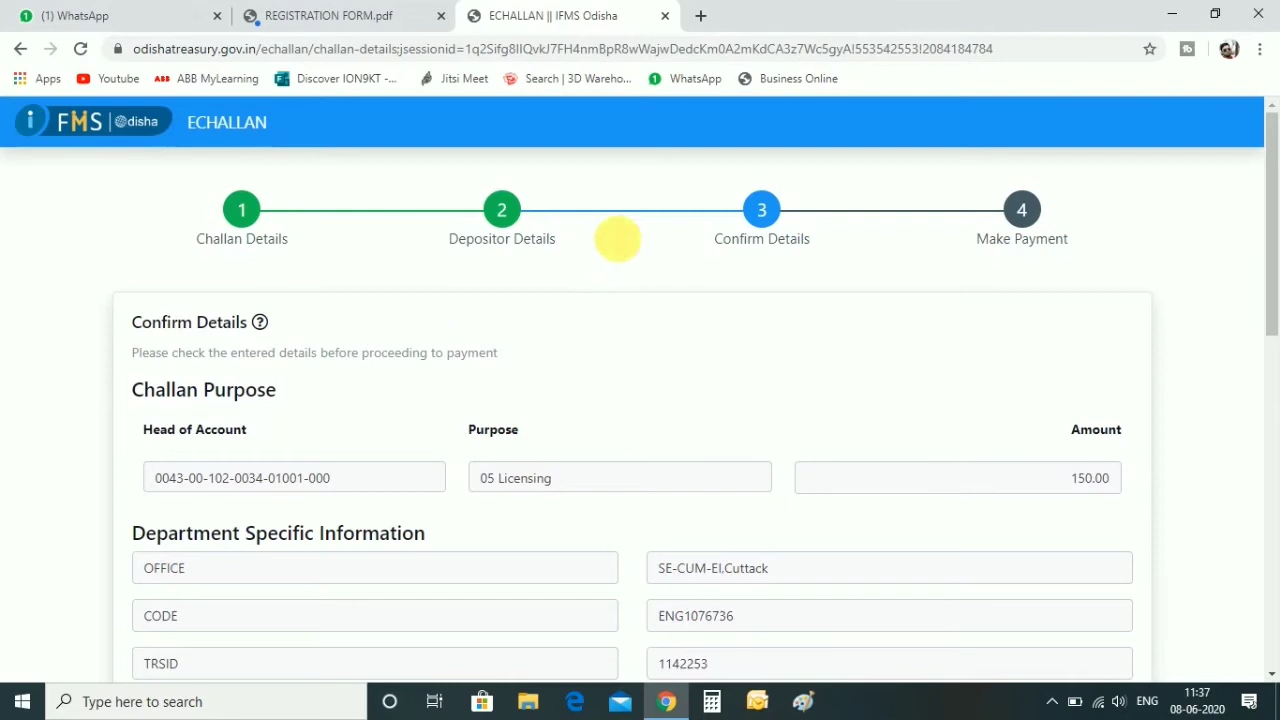 (1) WhatsApp
REGISTRATION FORM.pdf
ECHALLAN || IFMS Odisha
odishatreasury.gov.in/echallan/challan-details;jsessionid=1q2Sifg8IIQvkJ7FH4nmBpR8wWajwDedcKm0A2mKdCA3z7Wc5gyA!553542553!2084184784
Apps
Youtube
ABB MyLearning
Discover ION9KT -...
Jitsi Meet
Search | 3D Wareho...
WhatsApp
Business Online
iFMS | Odisha
ECHALLAN
1
2
3
4
Challan Details
Depositor Details
Confirm Details
Make Payment
Confirm Details ?
Please check the entered details before proceeding to payment
Challan Purpose
Head of Account
Purpose
Amount
0043-00-102-0034-01001-000
05 Licensing
150.00
Department Specific Information
OFFICE
SE-CUM-EI,Cuttack
CODE
ENG1076736
TRSID
1142253
Type here to search
ENG
11:37
08-06-2020